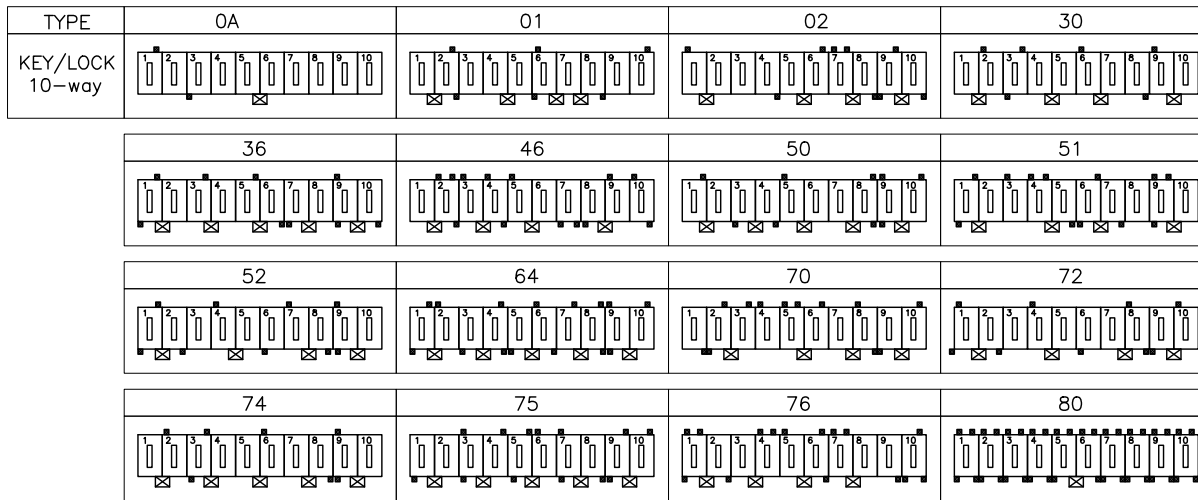 TYPE 0A 01 02 30
KEY/LOCK
10-way
1 2 3 4 5 6 7 8 9 10 1 2 3 4 5 6 7 8 9 10 1 2 3 4 5 6 7 8 9 10 1 2 3 4 5 6 7 8 9 10
36 46 50 51
1 2 3 4 5 6 7 8 9 10 1 2 3 4 5 6 7 8 9 10 1 2 3 4 5 6 7 8 9 10 1 2 3 4 5 6 7 8 9 10
52 64 70 72
1 2 3 4 5 6 7 8 9 10 1 2 3 4 5 6 7 8 9 10 1 2 3 4 5 6 7 8 9 10 1 2 3 4 5 6 7 8 9 10
74 75 76 80
1 2 3 4 5 6 7 8 9 10 1 2 3 4 5 6 7 8 9 10 1 2 3 4 5 6 7 8 9 10 1 2 3 4 5 6 7 8 9 10